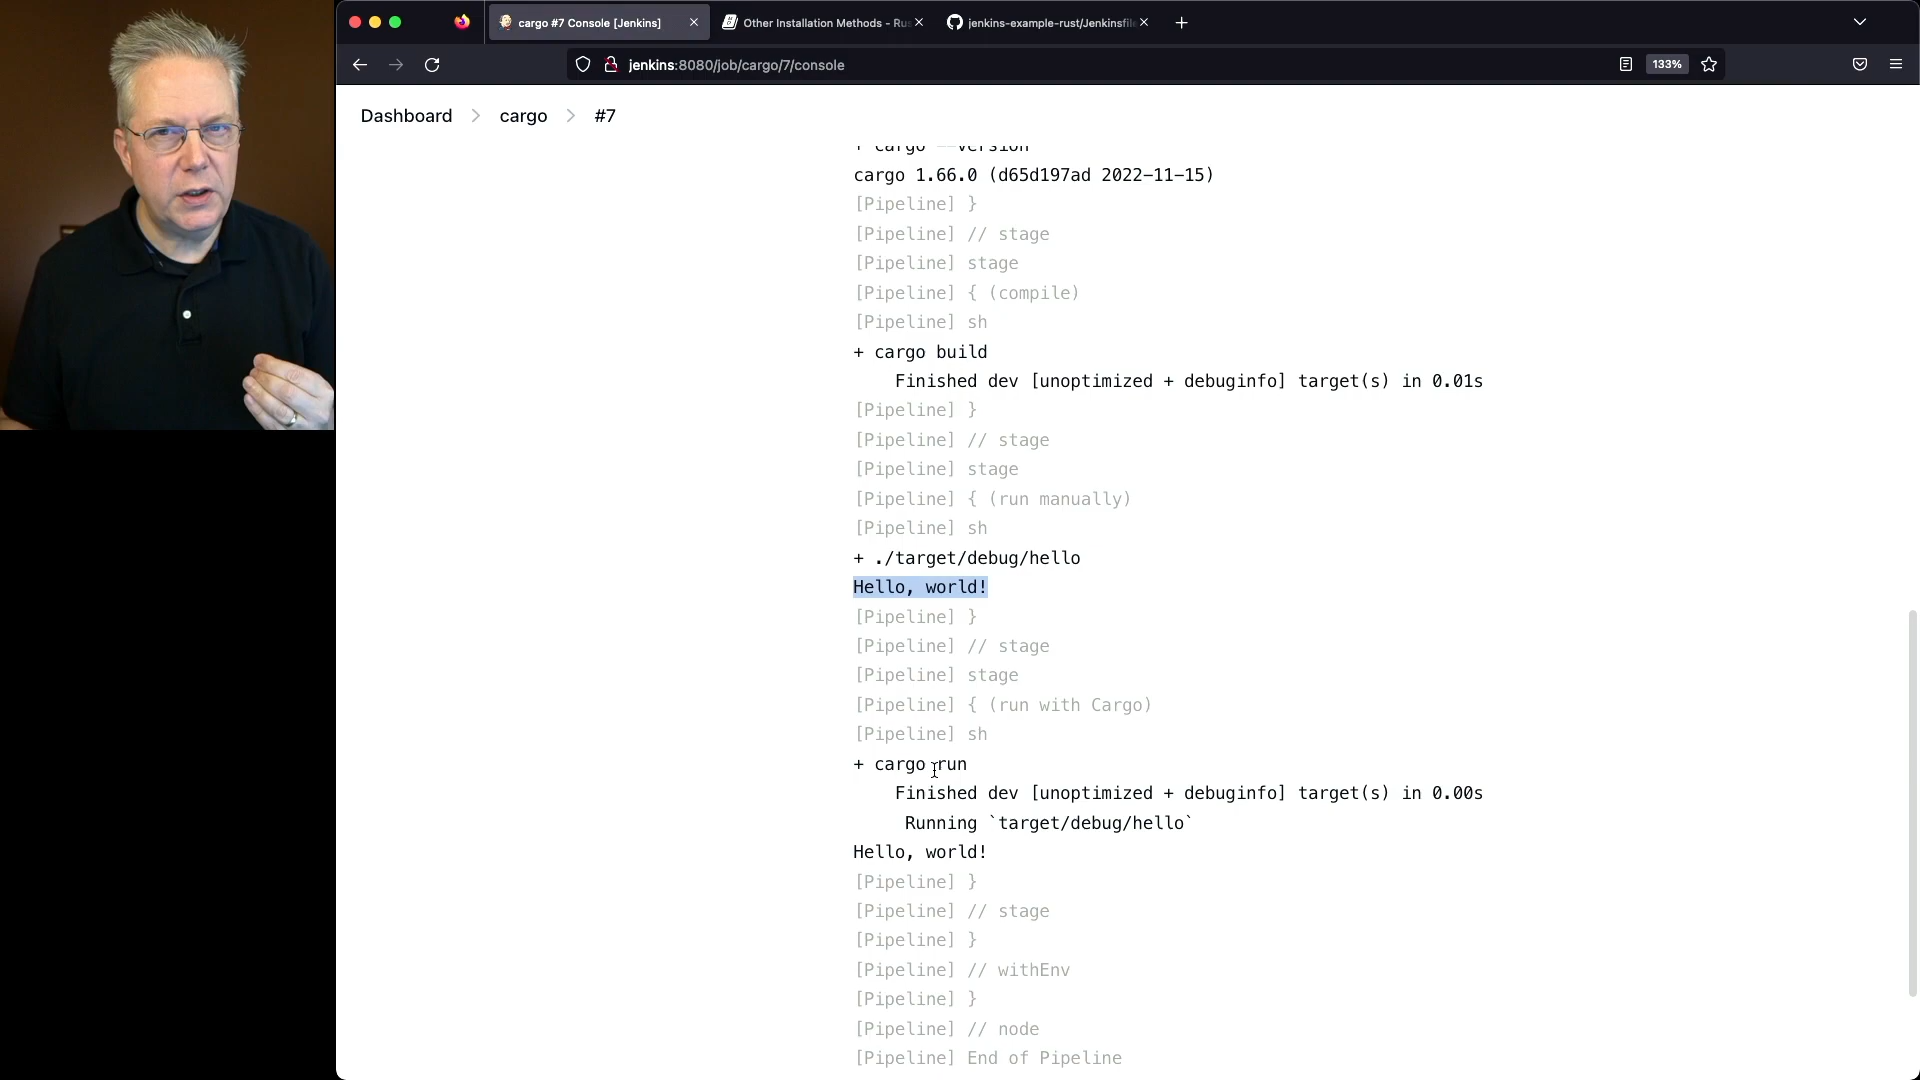 cargo #7 Console [Jenkins]
Other Installation Methods - Rus
jenkins-example-rust/Jenkinsfile
jenkins:8080/job/cargo/7/console
133%
Dashboard
cargo
#7
+ cargo --version
cargo 1.66.0 (d65d197ad 2022-11-15)
[Pipeline] }
[Pipeline] // stage
[Pipeline] stage
[Pipeline] { (compile)
[Pipeline] sh
+ cargo build
Finished dev [unoptimized + debuginfo] target(s) in 0.01s
[Pipeline] }
[Pipeline] // stage
[Pipeline] stage
[Pipeline] { (run manually)
[Pipeline] sh
+ ./target/debug/hello
Hello, world!
[Pipeline] }
[Pipeline] // stage
[Pipeline] stage
[Pipeline] { (run with Cargo)
[Pipeline] sh
+ cargo run
Finished dev [unoptimized + debuginfo] target(s) in 0.00s
Running `target/debug/hello`
Hello, world!
[Pipeline] }
[Pipeline] // stage
[Pipeline] }
[Pipeline] // withEnv
[Pipeline] }
[Pipeline] // node
[Pipeline] End of Pipeline